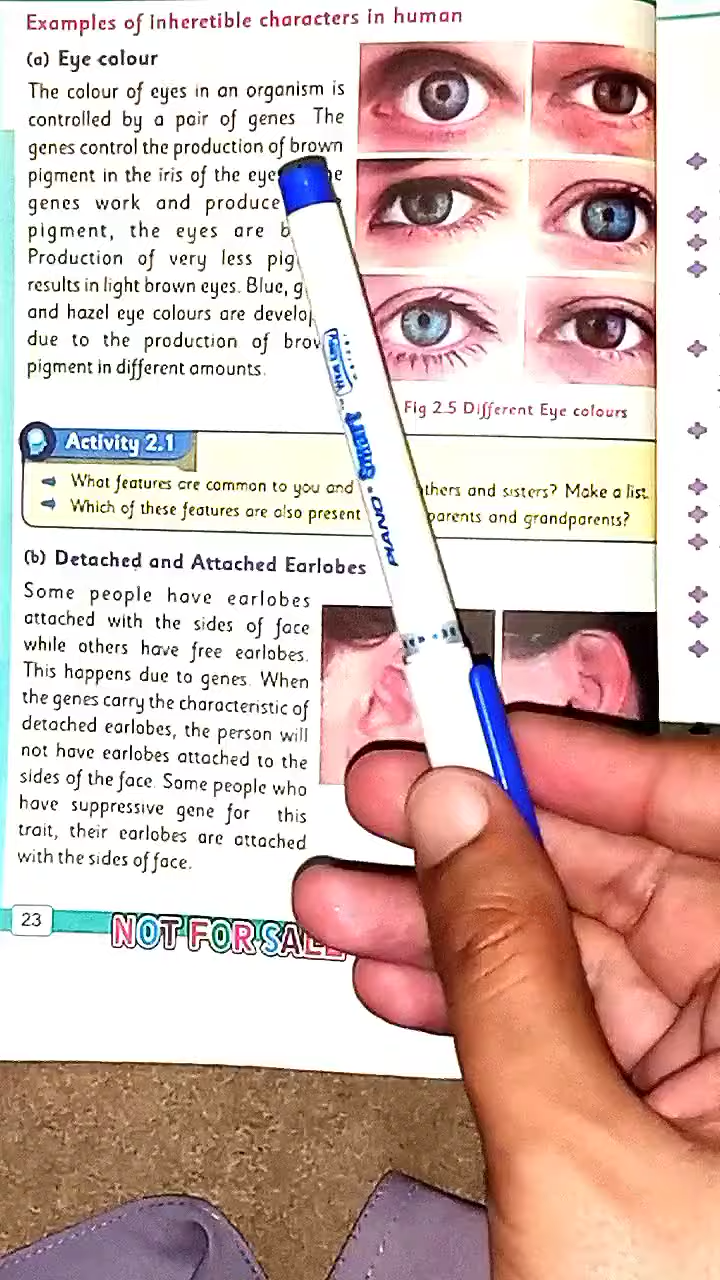 Examples of inheretible characters in human
(a) Eye colour
The colour of eyes in an organism is
controlled by a pair of genes The
genes control the production of brown
pigment in the iris of the eye
genes work and produce
pigment, the eyes are
Production of very less
results in light brown eyes. Blue,
and hazel eye colours are
due to the production of
pigment in different amounts.
Fig 2.5 Different Eye colours
Activity 2.1
What features are common to you and thers and sisters? Make a list.
Which of these features are also present parents and grandparents?
(b) Detached and Attached Earlobes
Some people have earlobes
attached with the sides of face
while others have free earlobes.
This happens due to genes. When
the genes carry the characteristic of
detached earlobes, the person will
not have earlobes attached to the
sides of the face. Some people who
have suppressive gene for this
trait, their earlobes are attached
with the sides of face.
23
NOT FOR SALE
PIANO